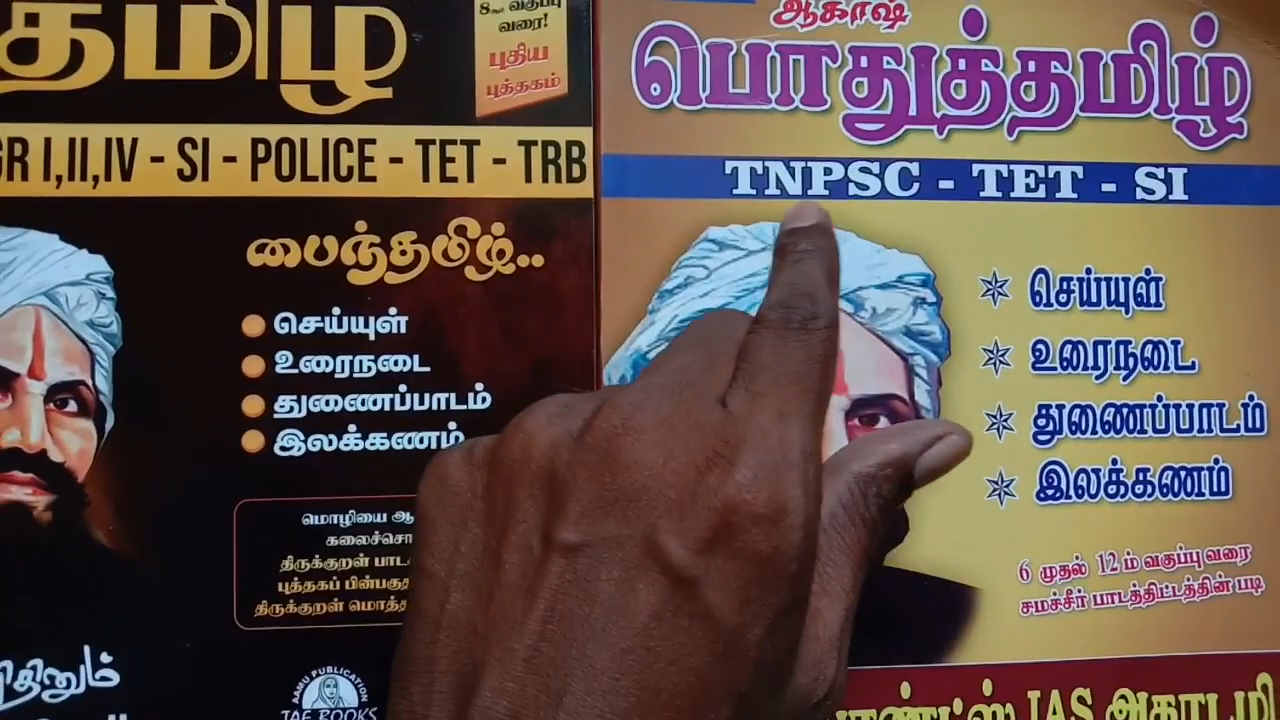 தமிழ்
8ஆம் வகுப்பு
வரை!
புதிய
புத்தகம்
GR I,II,IV - SI - POLICE - TET - TRB
பைந்தமிழ்..
செய்யுள்
உரைநடை
துணைப்பாடம்
இலக்கணம்
மொழியை ஆ
கலைச்சொ
திருக்குறள் பாட
புத்தகப் பின்பகுத
திருக்குறள் மொத்த
AAMU PUBLICATION
JAE BOOKS
ஆகாஷ்
பொதுத்தமிழ்
TNPSC - TET - SI
செய்யுள்
உரைநடை
துணைப்பாடம்
இலக்கணம்
6 முதல் 12ம் வகுப்பு வரை
சமச்சீர் பாடத்திட்டத்தின் படி
IAS அகாடமி